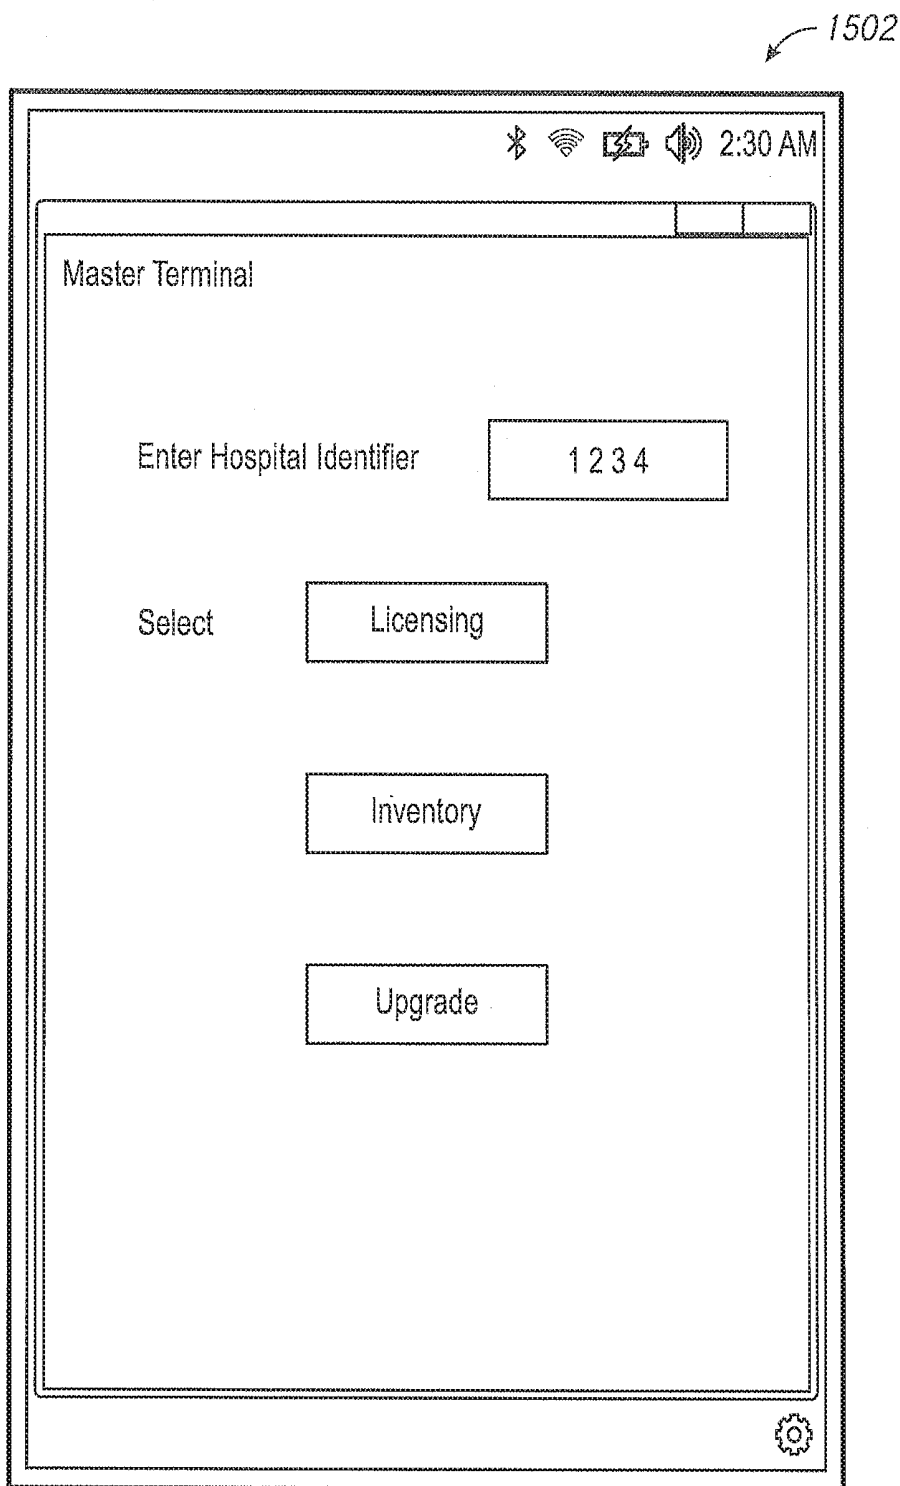 1502
2:30 AM
Master Terminal
Enter Hospital Identifier 1 2 3 4
Select Licensing
Inventory
Upgrade